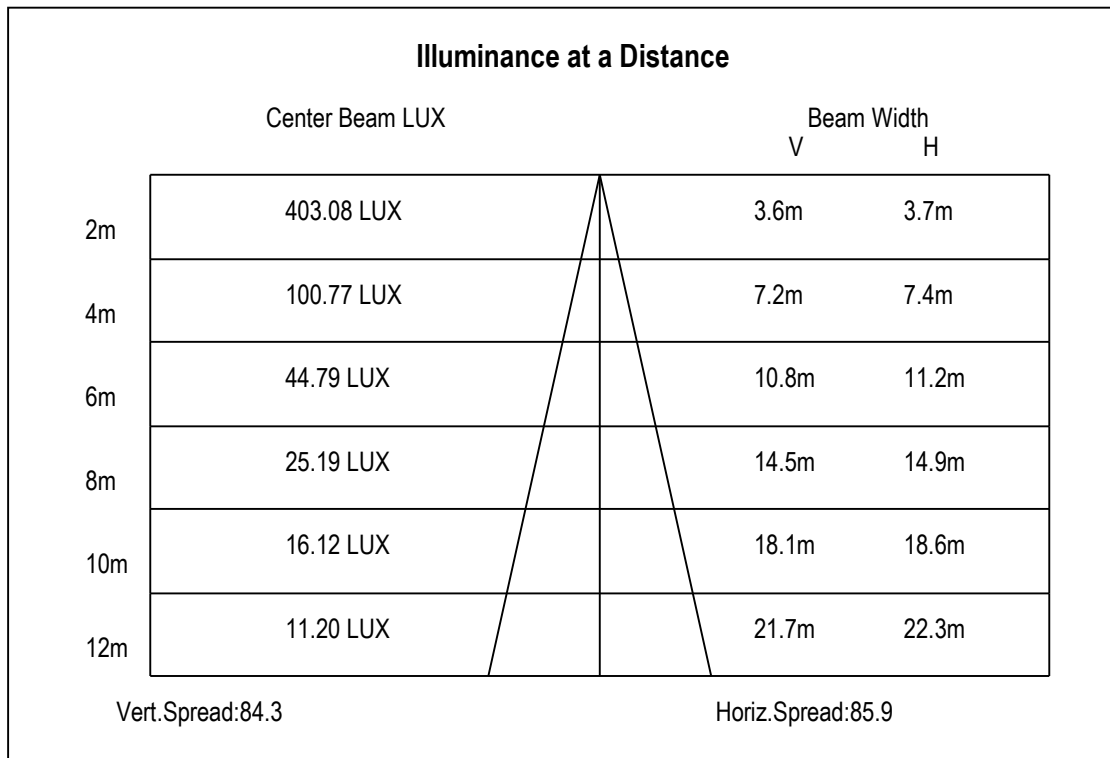 Illuminance at a Distance
Center Beam LUX Beam Width
V H
2m 403.08 LUX 3.6m 3.7m
4m 100.77 LUX 7.2m 7.4m
6m 44.79 LUX 10.8m 11.2m
8m 25.19 LUX 14.5m 14.9m
10m 16.12 LUX 18.1m 18.6m
12m 11.20 LUX 21.7m 22.3m
Vert.Spread:84.3 Horiz.Spread:85.9